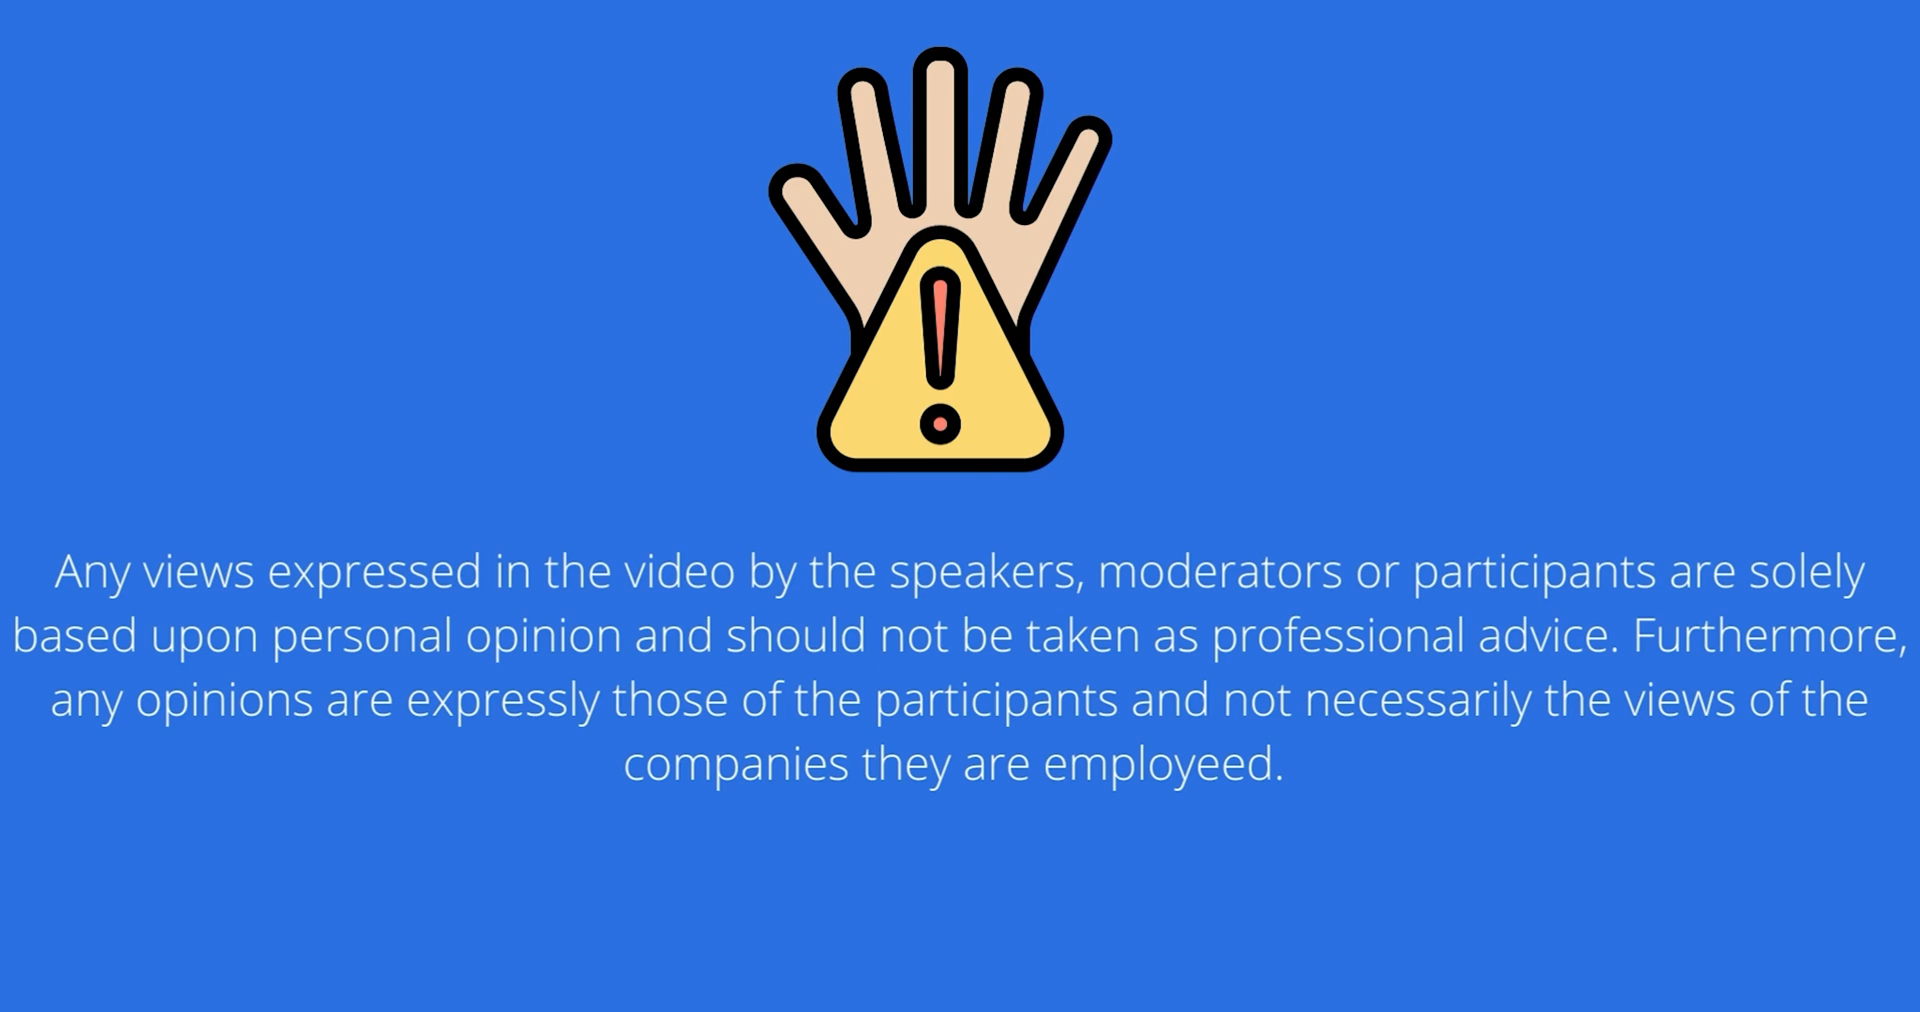 Any views expressed in the video by the speakers, moderators or participants are solely
based upon personal opinion and should not be taken as professional advice. Furthermore,
any opinions are expressly those of the participants and not necessarily the views of the
companies they are employeed.